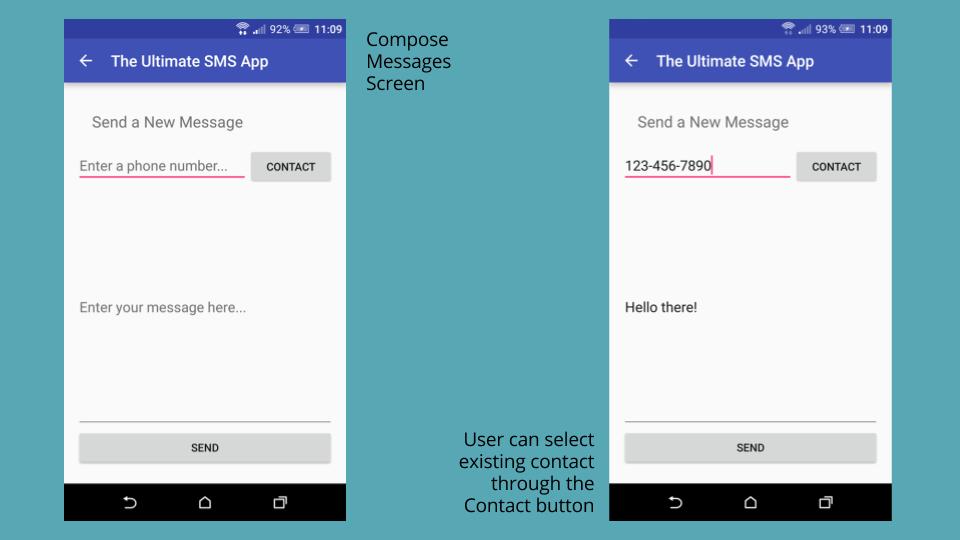 92% 11:09
The Ultimate SMS App
Send a New Message
Enter a phone number...
CONTACT
Enter your message here...
SEND
Compose
Messages
Screen
User can select
existing contact
through the
Contact button
93% 11:09
The Ultimate SMS App
Send a New Message
123-456-7890
CONTACT
Hello there!
SEND